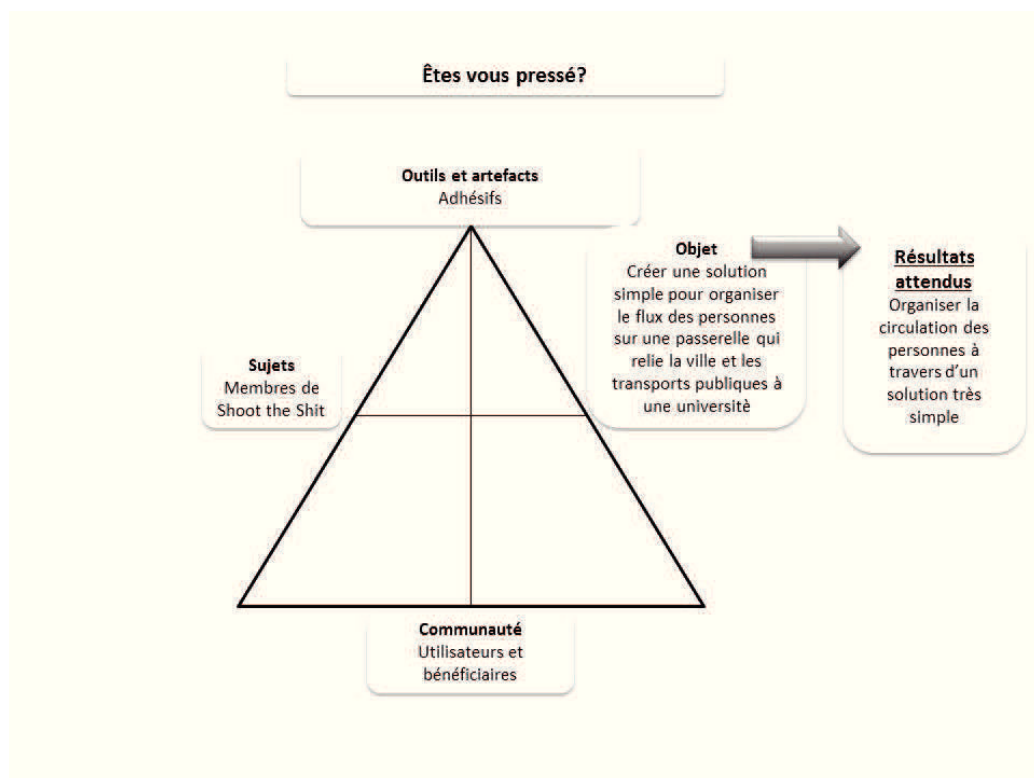 Êtes vous pressé?
Outils et artefacts
Adhésifs
Objet
Créer une solution
simple pour organiser
le flux des personnes
sur une passerelle qui
relie la ville et les
transports publiques à
une universitè
Résultats
attendus
Organiser la
circulation des
personnes à
travers d'un
solution très
simple
Sujets
Membres de
Shoot the Shit
Communauté
Utilisateurs et
bénéficiaires